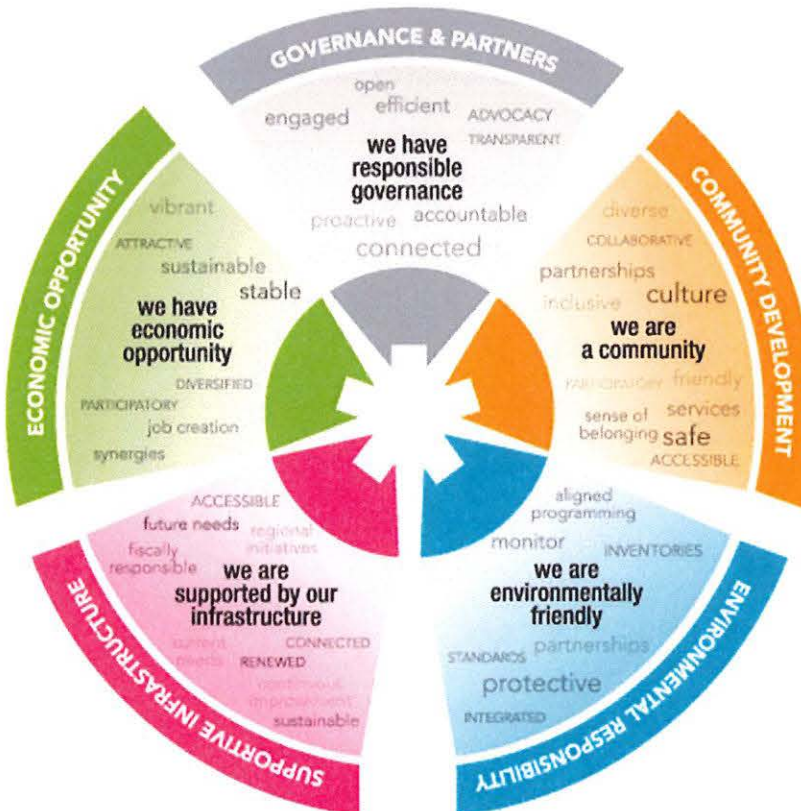 GOVERNANCE & PARTNERS
open
efficient
engaged
ADVOCACY
TRANSPARENT
we have
responsible
governance
proactive
accountable
connected
COMMUNITY DEVELOPMENT
diverse
COLLABORATIVE
partnerships
inclusive
culture
we are
a community
PARTICIPATORY
friendly
services
sense of
belonging
safe
ACCESSIBLE
ENVIRONMENTAL RESPONSIBILITY
aligned
programming
monitor
INVENTORIES
we are
environmentally
friendly
partnerships
STANDARDS
protective
INTEGRATED
SUPPORTIVE INFRASTRUCTURE
ACCESSIBLE
future needs
regional
initiatives
fiscally
responsible
we are
supported by our
infrastructure
current
needs
CONNECTED
RENEWED
continuous
improvement
sustainable
ECONOMIC OPPORTUNITY
vibrant
ATTRACTIVE
sustainable
stable
we have
economic
opportunity
DIVERSIFIED
PARTICIPATORY
job creation
synergies